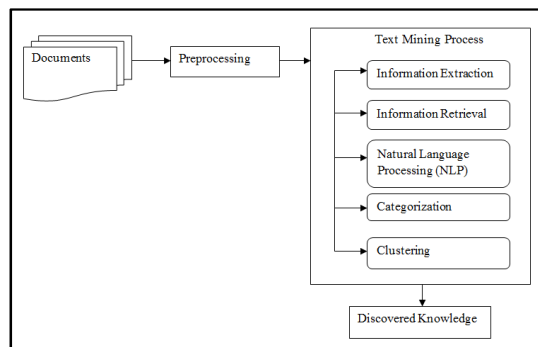 Documents
Preprocessing
Text Mining Process
Information Extraction
Information Retrieval
Natural Language
Processing (NLP)
Categorization
Clustering
Discovered Knowledge